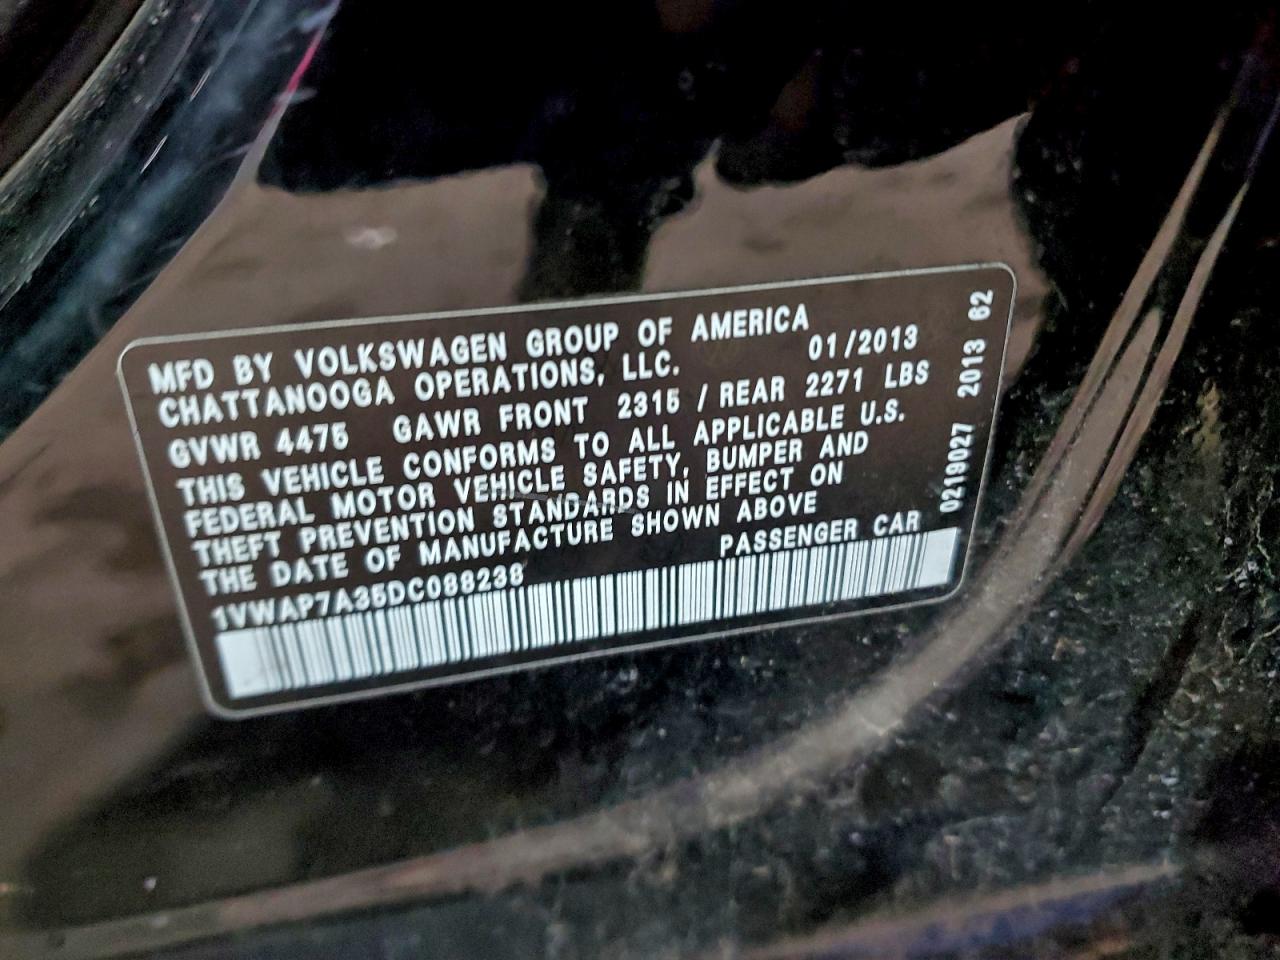 MFD BY VOLKSWAGEN GROUP OF AMERICA
CHATTANOOGA OPERATIONS, LLC. 01/2013
GVWR 4475 GAWR FRONT 2315 / REAR 2271 LBS
THIS VEHICLE CONFORMS TO ALL APPLICABLE U.S.
FEDERAL MOTOR VEHICLE SAFETY, BUMPER AND
THEFT PREVENTION STANDARDS IN EFFECT ON
THE DATE OF MANUFACTURE SHOWN ABOVE
1VWAP7A35DC088238 PASSENGER CAR
0219027 2013 62